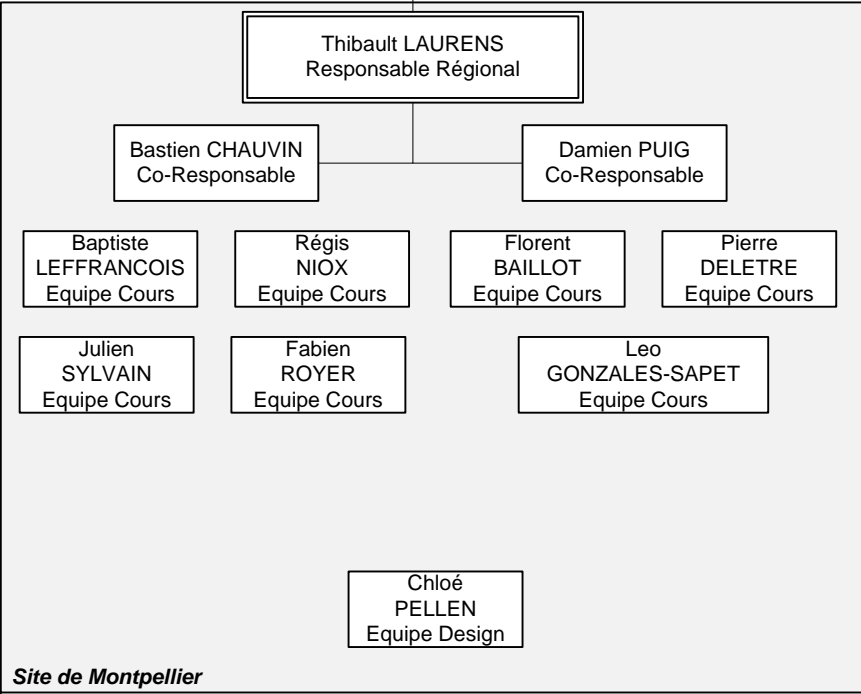 Thibault LAURENS
Responsable Régional
Bastien CHAUVIN
Co-Responsable
Damien PUIG
Co-Responsable
Baptiste
LEFFRANCOIS
Equipe Cours
Régis
NIOX
Equipe Cours
Florent
BAILLOT
Equipe Cours
Pierre
DELETRE
Equipe Cours
Julien
SYLVAIN
Equipe Cours
Fabien
ROYER
Equipe Cours
Leo
GONZALES-SAPET
Equipe Cours
Chloé
PELLEN
Equipe Design
Site de Montpellier